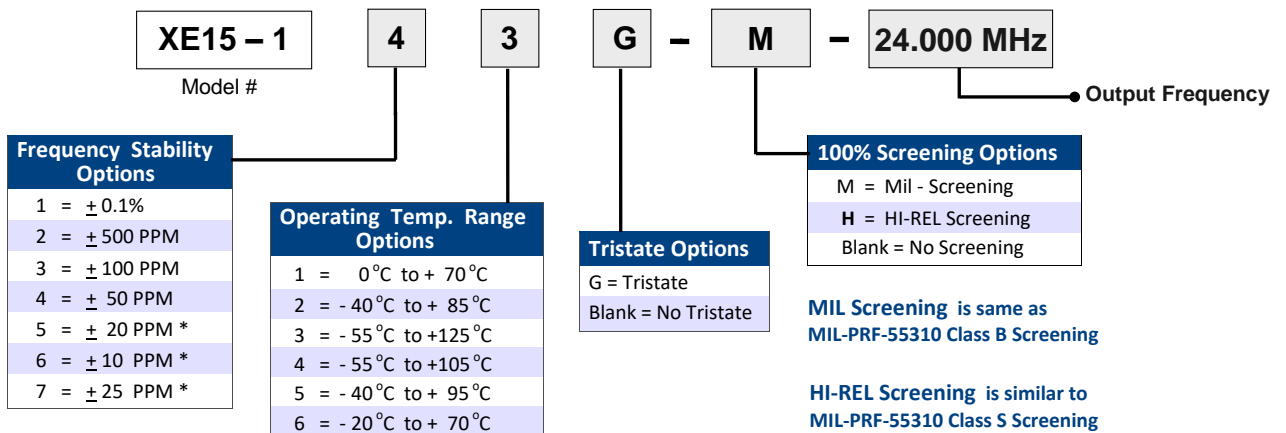 XE15 – 1 4 3 G – M – 24.000 MHz
Model #
Output Frequency
Frequency Stability
Options
1 = ± 0.1%
2 = ± 500 PPM
3 = ± 100 PPM
4 = ± 50 PPM
5 = ± 20 PPM *
6 = ± 10 PPM *
7 = ± 25 PPM *
Operating Temp. Range
Options
1 = 0 °C to + 70 °C
2 = - 40 °C to + 85 °C
3 = - 55 °C to +125 °C
4 = - 55 °C to +105 °C
5 = - 40 °C to + 95 °C
6 = - 20 °C to + 70 °C
Tristate Options
G = Tristate
Blank = No Tristate
100% Screening Options
M = Mil - Screening
H = HI-REL Screening
Blank = No Screening
MIL Screening is same as
MIL-PRF-55310 Class B Screening
HI-REL Screening is similar to
MIL-PRF-55310 Class S Screening